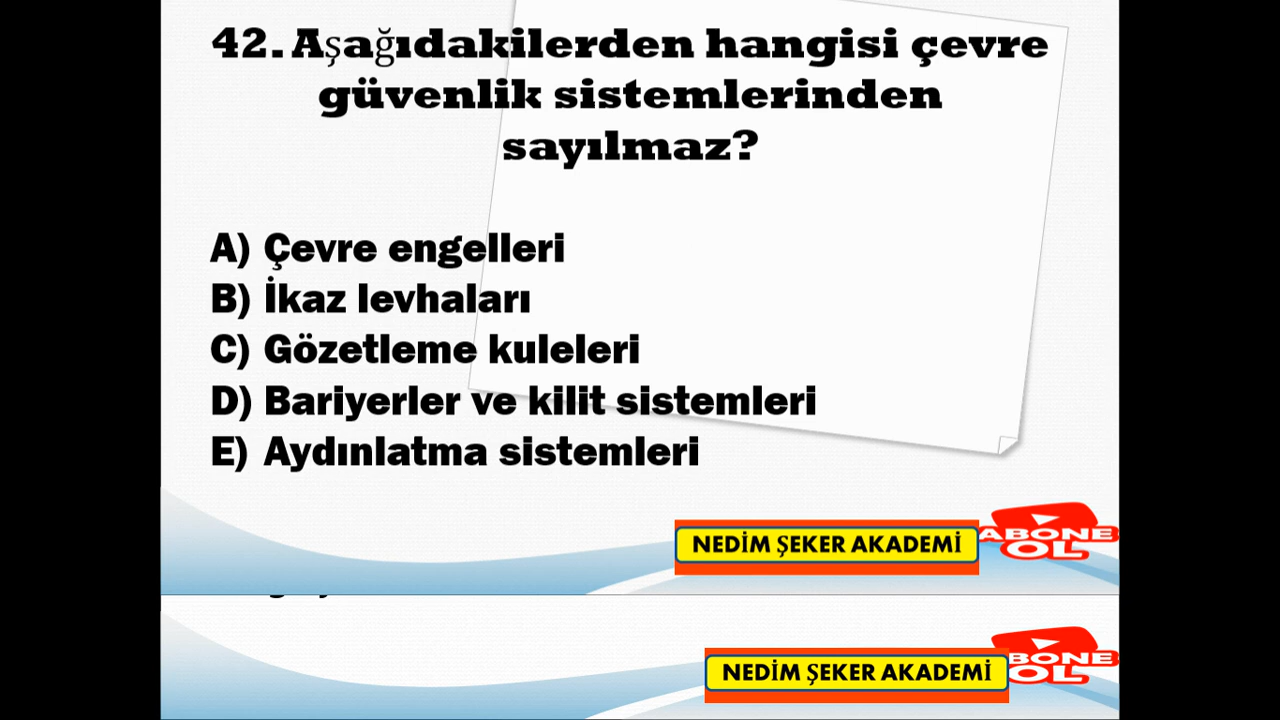 42. Aşağıdakilerden hangisi çevre
güvenlik sistemlerinden
sayılmaz?
A) Çevre engelleri
B) İkaz levhaları
C) Gözetleme kuleleri
D) Bariyerler ve kilit sistemleri
E) Aydınlatma sistemleri
NEDİM ŞEKER AKADEMİ
ABONE
OL
NEDİM ŞEKER AKADEMİ
BONE
OL